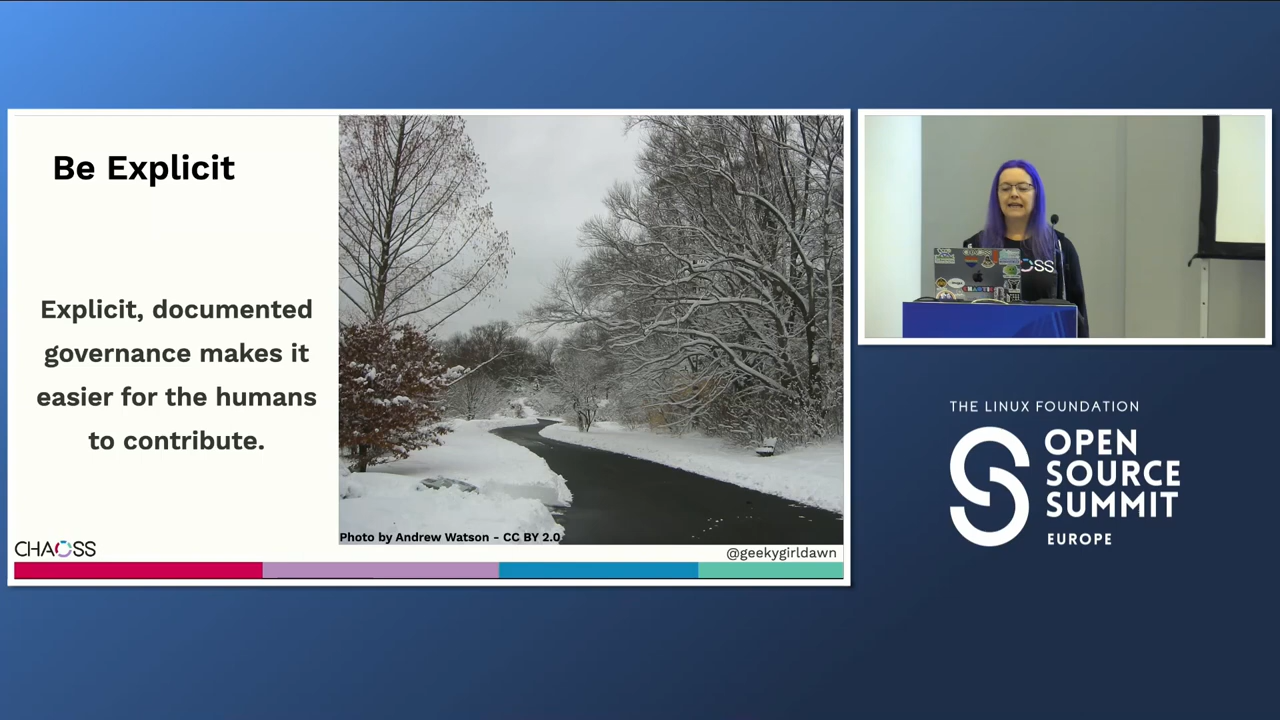 Be Explicit
Explicit, documented
governance makes it
easier for the humans
to contribute.
Photo by Andrew Watson - CC BY 2.0
CHAOSS
@geekygirldawn
THE LINUX FOUNDATION
OPEN
SOURCE
SUMMIT
EUROPE